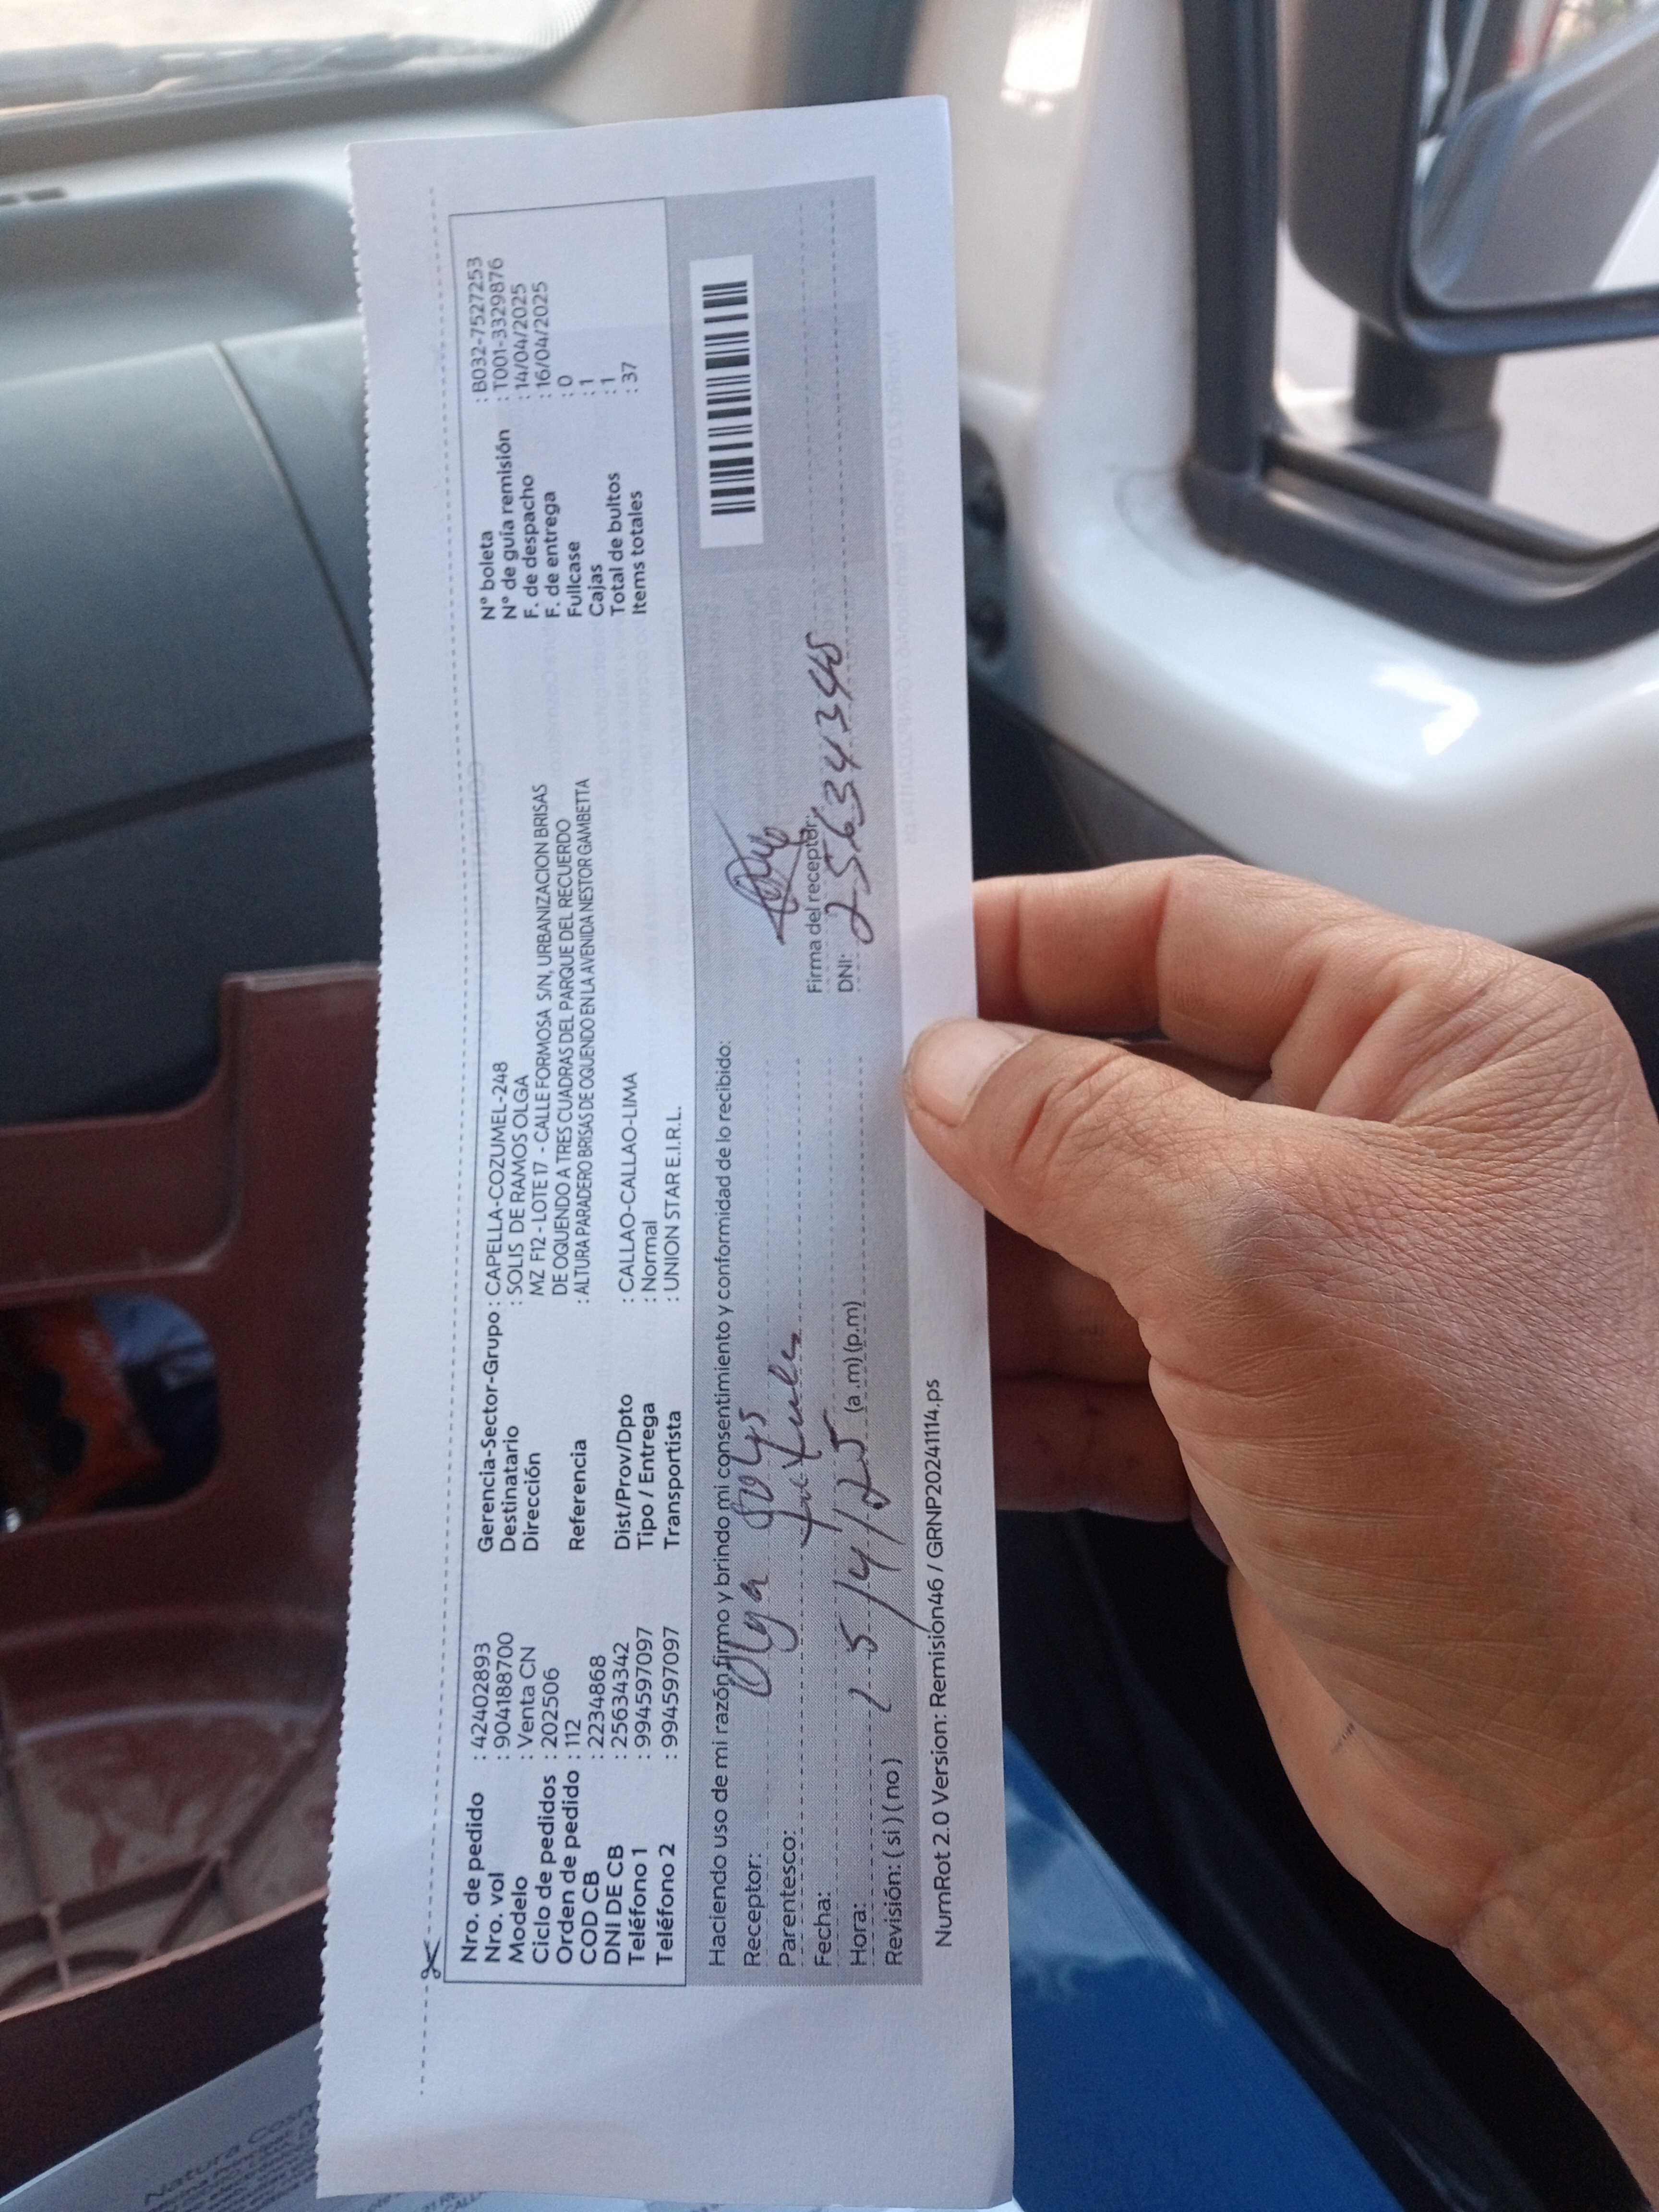 Nro. de pedido : 42402893
Nro. vol : 904188700
Modelo : Venta CN
Ciclo de pedidos : 202506
Orden de pedido : 112
COD CB : 2234868
DNI DE CB : 25634342
Teléfono 1 : 994597097
Teléfono 2 : 994597097
Gerencia-Sector-Grupo : CAPELLA-COZUMEL-248
Destinatario : SOLIS DE RAMOS OLGA
Dirección MZ F12 - LOTE 17 - CALLE FORMOSA S/N, URBANIZACION BRISAS
DE OQUENDO A TRES CUADRAS DEL PARQUE DEL RECUERDO
Referencia : ALTURA PARADERO BRISAS DE OQUENDO EN LA AVENIDA NESTOR GAMBETTA
Dist/Prov/Dpto : CALLAO-CALLAO-LIMA
Tipo / Entrega : Normal
Transportista : UNION STAR E.I.R.L.
N° boleta : B032-7527253
N° de guía remisión : T001-3329876
F. de despacho : 14/04/2025
F. de entrega : 16/04/2025
Fullcase : 0
Cajas : 1
Total de bultos : 1
Items totales : 37
Haciendo uso de mi razón firmo y brindo mi consentimiento y conformidad de lo recibido:
Receptor: Olga Solys
Parentesco:
Fecha: 15/4/25
Hora: (a.m) (p.m)
Revisión: ( si ) ( no )
Firma del receptor:
DNI:
NumRot 2.0 Version: Remision46 / GRNP20241114.ps
Natura Cosm